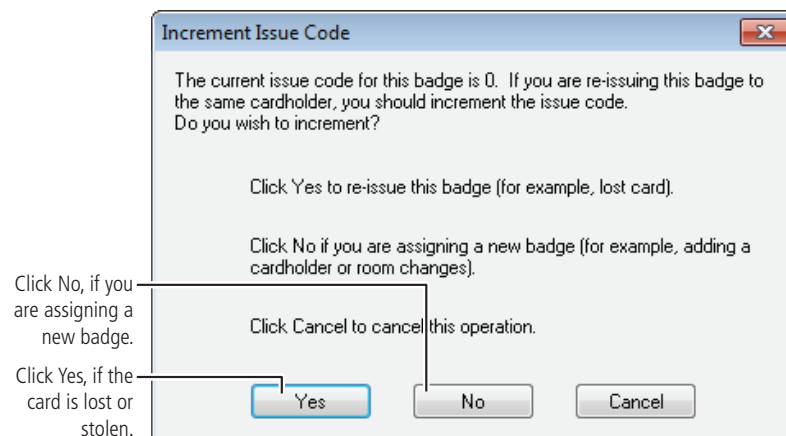 Increment Issue Code
The current issue code for this badge is 0. If you are re-issuing this badge to
the same cardholder, you should increment the issue code.
Do you wish to increment?
Click Yes to re-issue this badge (for example, lost card).
Click No if you are assigning a new badge (for example, adding a
cardholder or room changes).
Click Cancel to cancel this operation.
Click No, if you
are assigning a
new badge.
Click Yes, if the
card is lost or
stolen.
Yes
No
Cancel